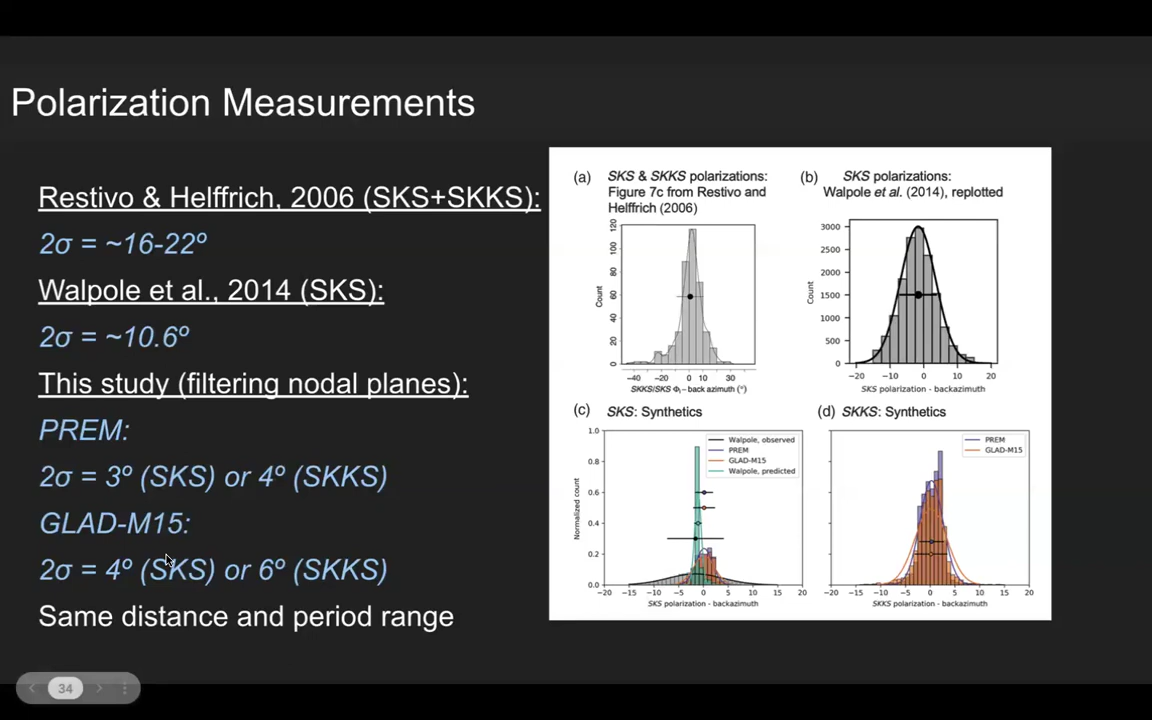 Polarization Measurements
Restivo & Helffrich, 2006 (SKS+SKKS):
2σ = ~16-22º
Walpole et al., 2014 (SKS):
2σ = ~10.6º
This study (filtering nodal planes):
PREM:
2σ = 3º (SKS) or 4º (SKKS)
GLAD-M15:
2σ = 4º (SKS) or 6º (SKKS)
Same distance and period range
(a) SKS & SKKS polarizations:
Figure 7c from Restivo and
Helffrich (2006)
120
100
80
60
40
20
0
Count
-40 -20 0 10 30
SKKS/SKS Φ – back azimuth (°)
(b) SKS polarizations:
Walpole et al. (2014), replotted
3000
2500
2000
1500
1000
500
0
Count
−20 −10 0 10 20
SKS polarization - backazimuth
(c) SKS: Synthetics
1.0
0.8
0.6
0.4
0.2
0.0
Normalized count
Walpole, observed
PREM
GLAD-M15
Walpole, predicted
−20 −15 −10 −5 0 5 10 15 20
SKS polarization - backazimuth
(d) SKKS: Synthetics
PREM
GLAD-M15
−20 −15 −10 −5 0 5 10 15 20
SKKS polarization - backazimuth
34